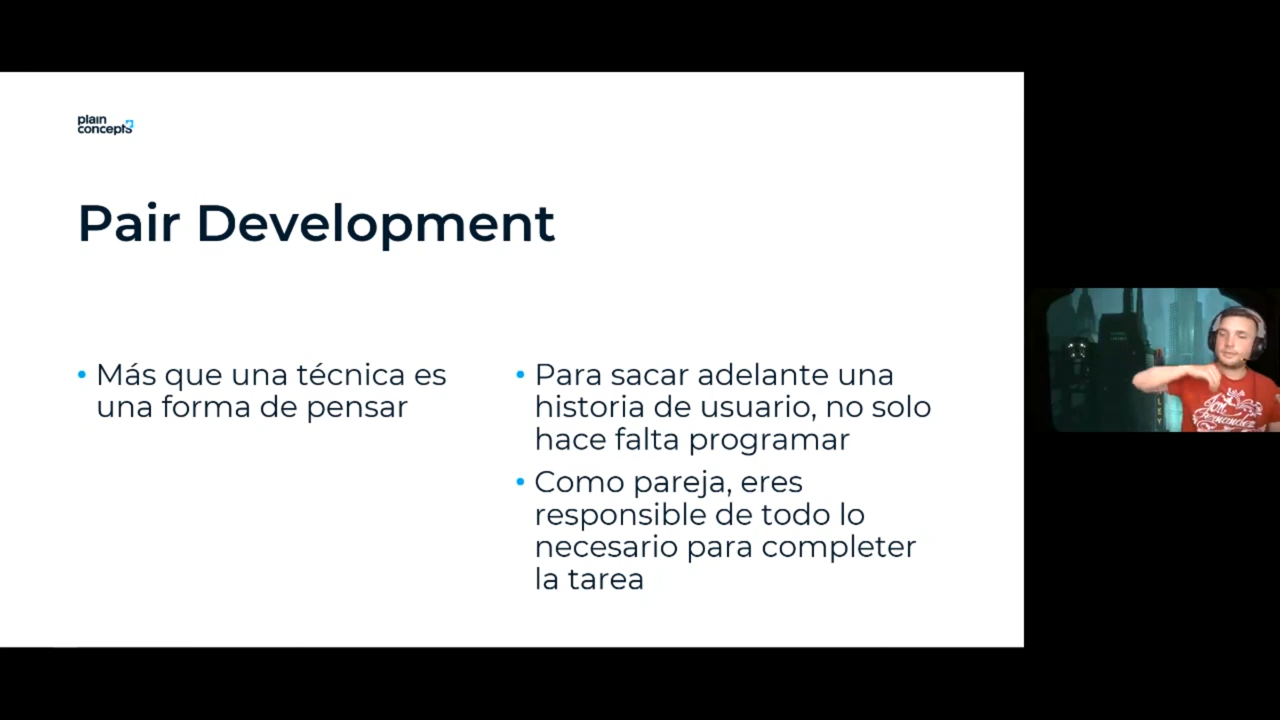 plain
concepts
Pair Development
• Más que una técnica es
una forma de pensar
• Para sacar adelante una
historia de usuario, no solo
hace falta programar
• Como pareja, eres
responsible de todo lo
necesario para completer
la tarea